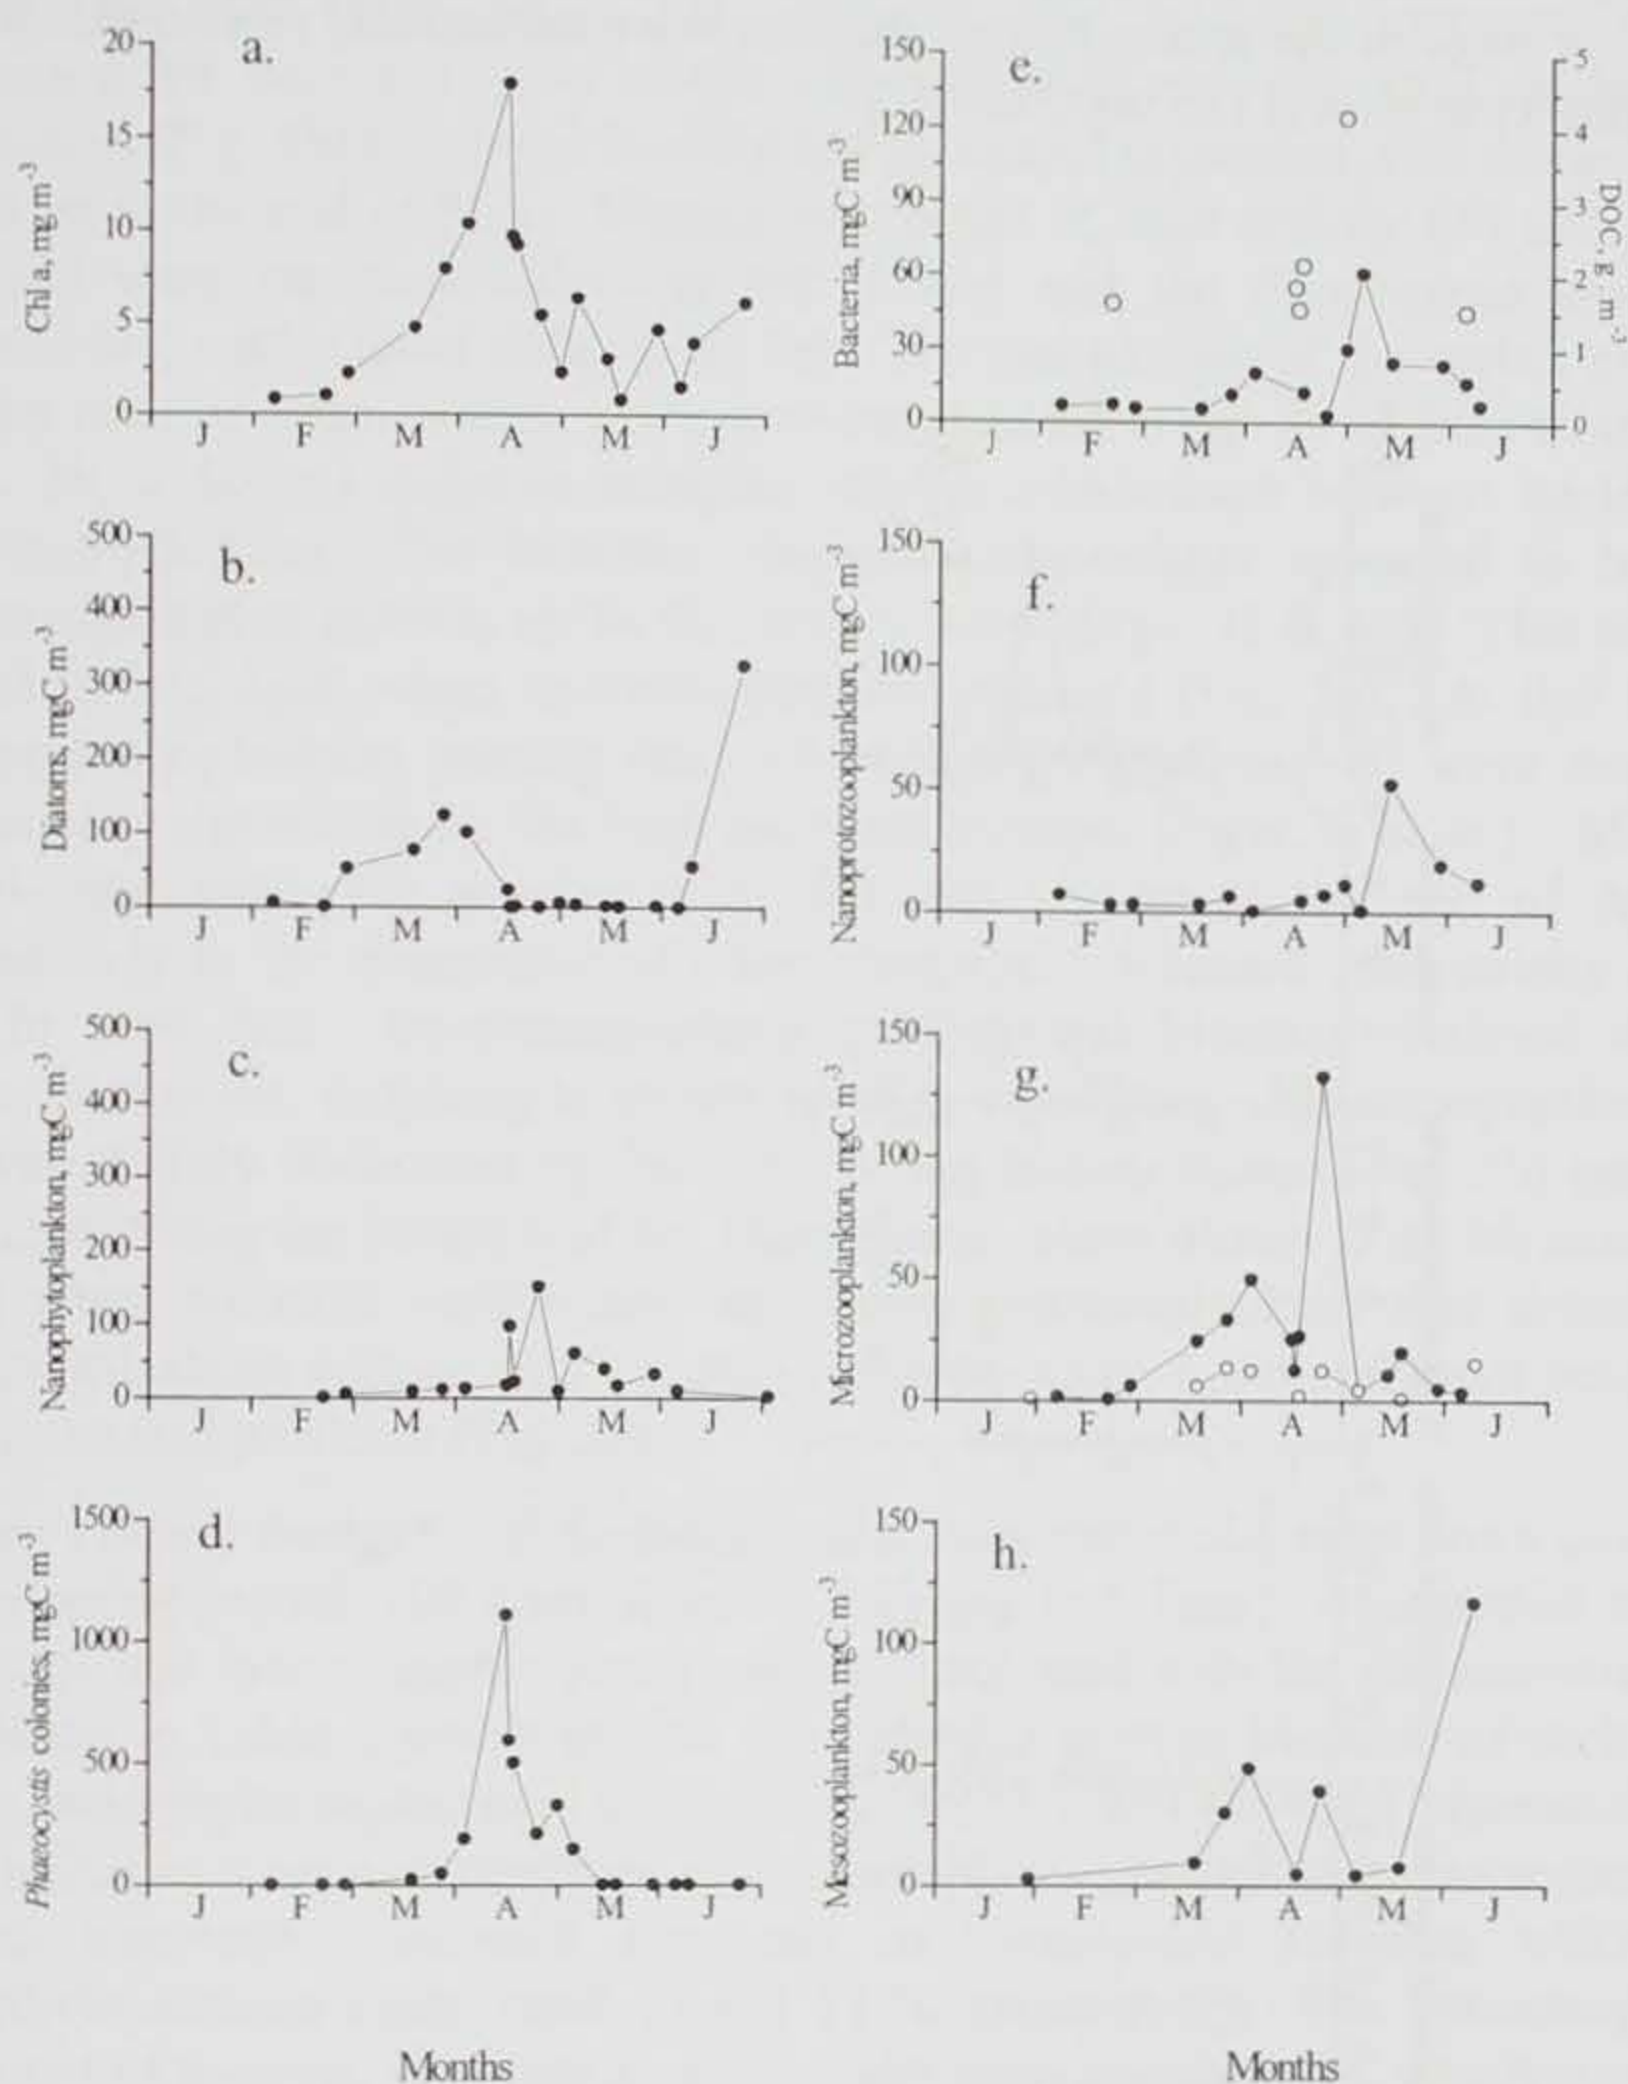 a.
Chl a, mg m-3
20
15
10
5
0
J F M A M J
b.
Diatoms, mgC m-3
500
400
300
200
100
0
J F M A M J
c.
Nanophytoplankton, mgC m-3
500
400
300
200
100
0
J F M A M J
d.
Phaeocystis colonies, mgC m-3
1500
1000
500
0
J F M A M J
Months
e.
Bacteria, mgC m-3
150
120
90
60
30
0
DOC, g m-3
5
4
3
2
1
0
J F M A M J
f.
Nanoprotozooplankton, mgC m-3
150
100
50
0
J F M A M J
g.
Microzooplankton, mgC m-3
150
100
50
0
J F M A M J
h.
Mesozooplankton, mgC m-3
150
100
50
0
J F M A M J
Months